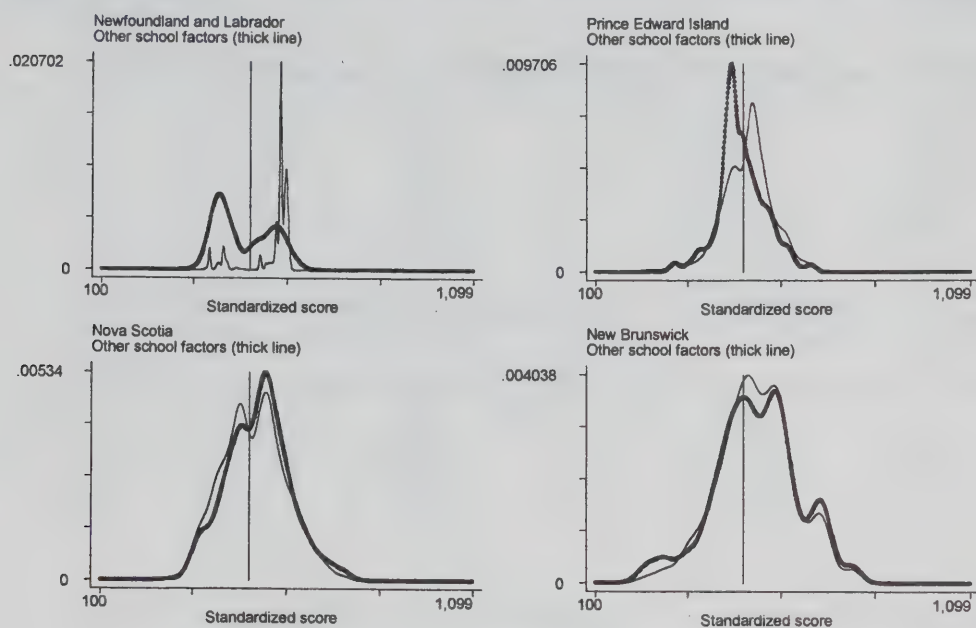 Newfoundland and Labrador
Other school factors (thick line)
.020702
0
100
1,099
Standardized score
Prince Edward Island
Other school factors (thick line)
.009706
0
100
1,099
Standardized score
Nova Scotia
Other school factors (thick line)
.00534
0
100
1,099
Standardized score
New Brunswick
Other school factors (thick line)
.004038
0
100
1,099
Standardized score